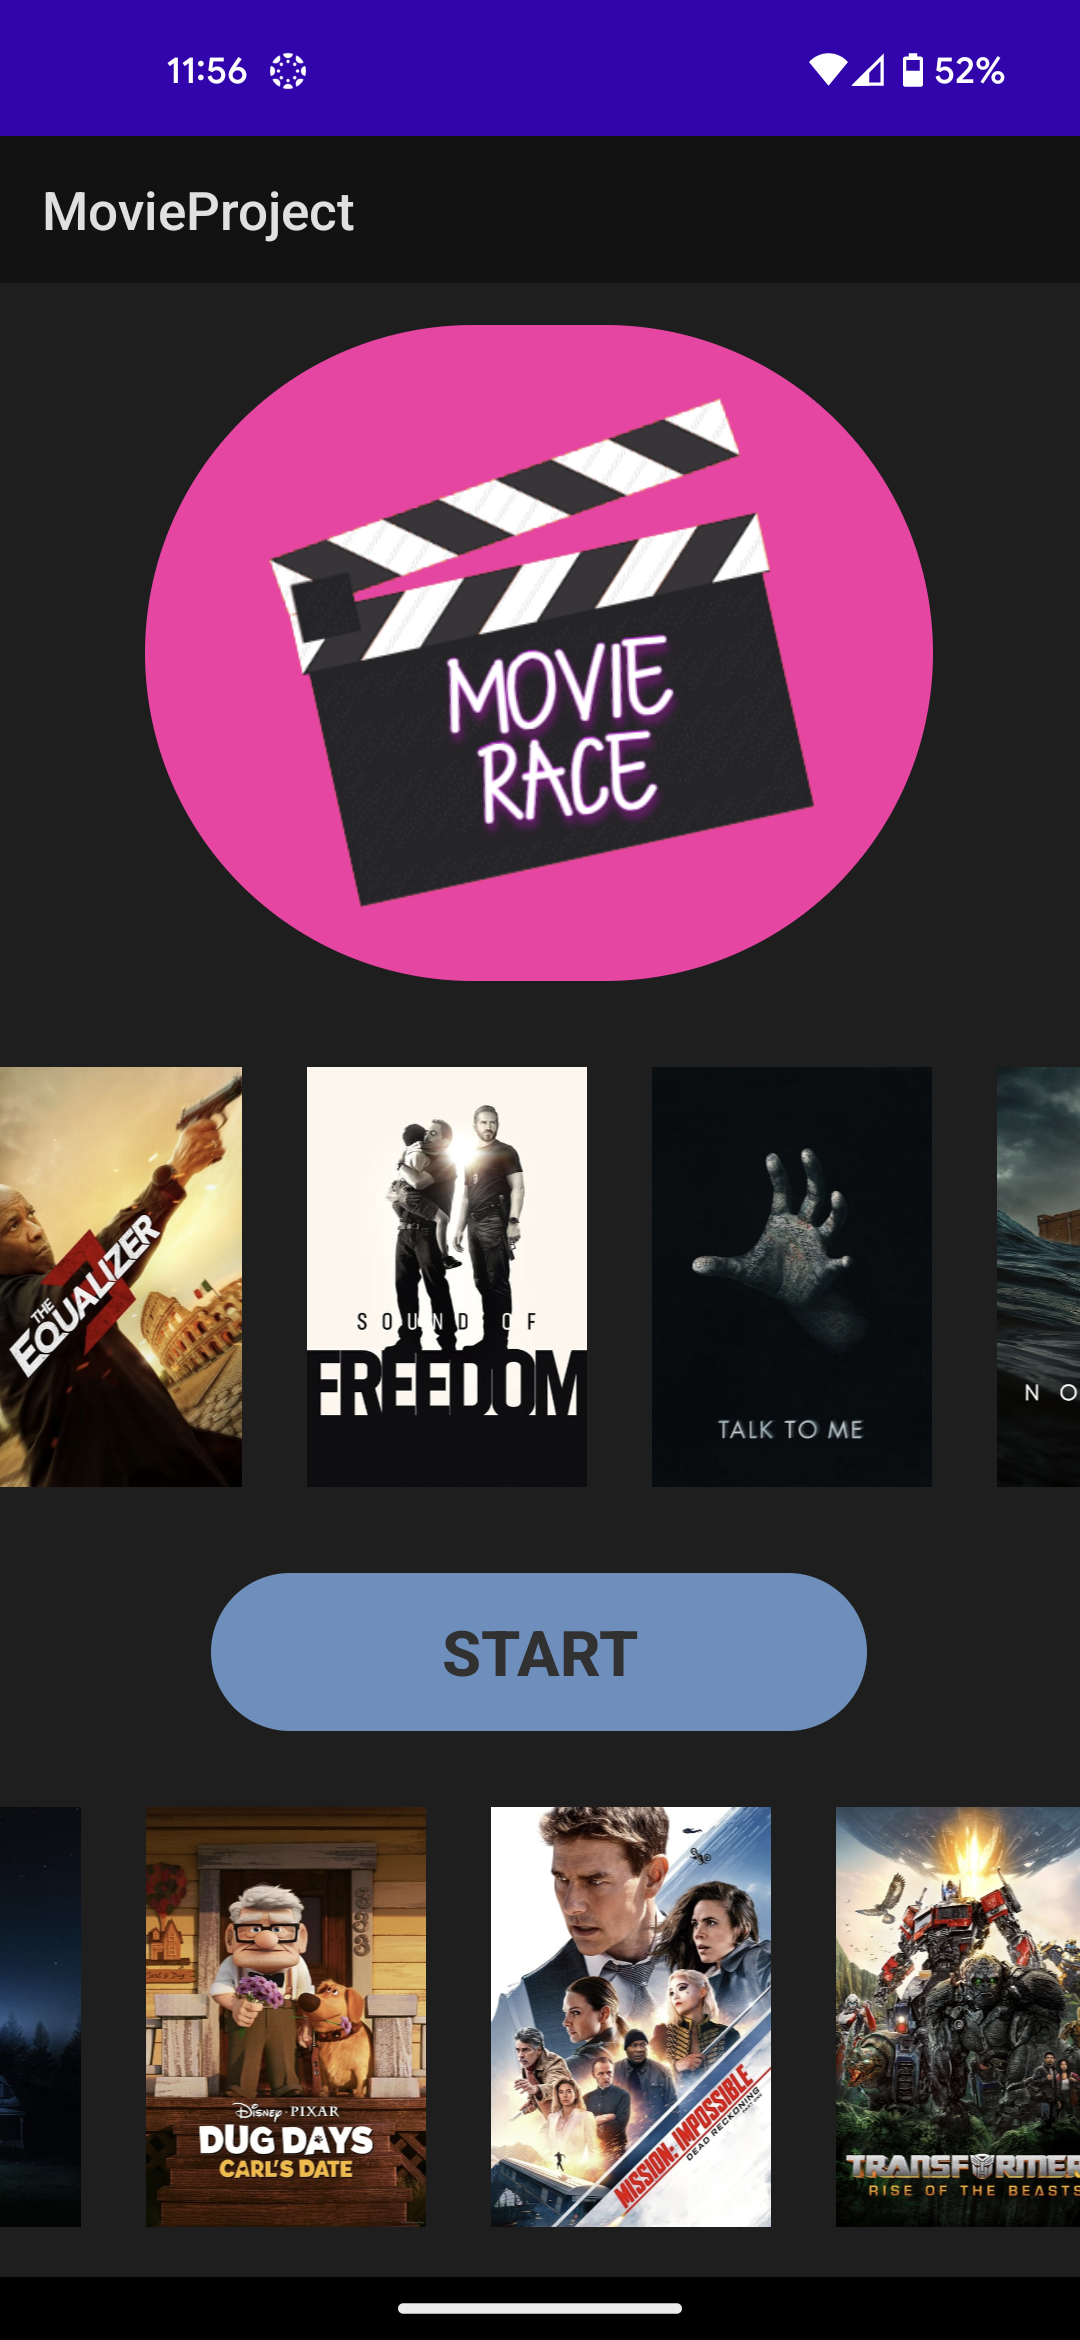 11:56
52%
MovieProject
MOVIE
RACE
THE
EQUALIZER
3
SOUND OF
FREEDOM
TALK TO ME
START
DISNEY · PIXAR
DUG DAYS
CARL'S DATE
MISSION: IMPOSSIBLE
DEAD RECKONING
TRANSFORMER
RISE OF THE BEASTS